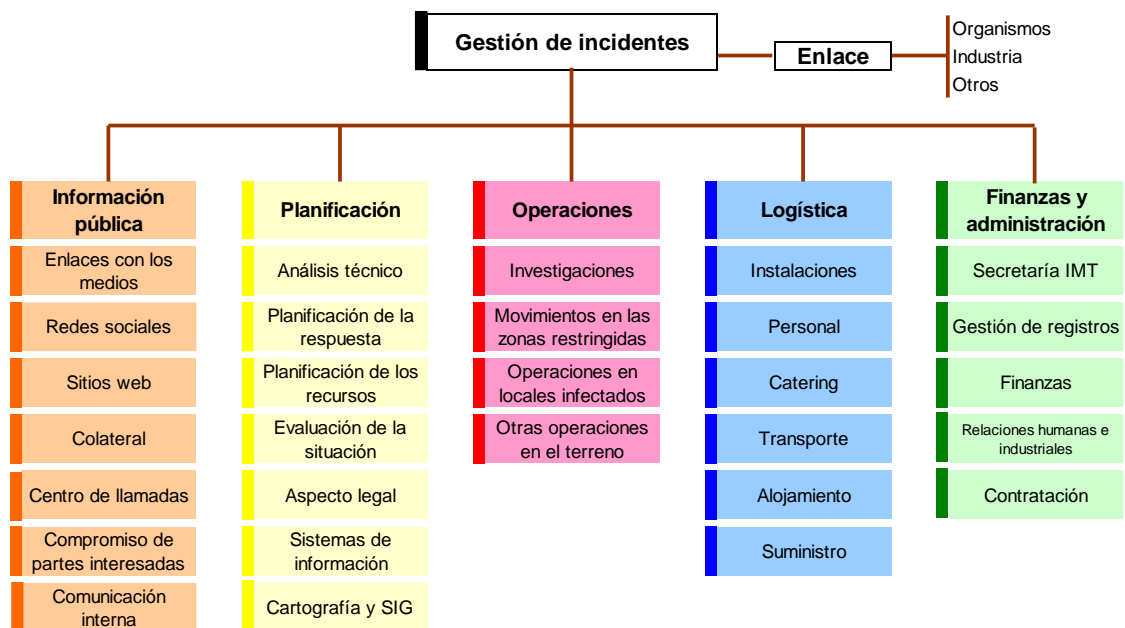 Gestión de incidentes
Enlace
Organismos
Industria
Otros
Información
pública
Enlaces con los
medios
Redes sociales
Sitios web
Colateral
Centro de llamadas
Compromiso de
partes interesadas
Comunicación
interna
Planificación
Análisis técnico
Planificación de la
respuesta
Planificación de los
recursos
Evaluación de la
situación
Aspecto legal
Sistemas de
información
Cartografía y SIG
Operaciones
Investigaciones
Movimientos en las
zonas restringidas
Operaciones en
locales infectados
Otras operaciones
en el terreno
Logística
Instalaciones
Personal
Catering
Transporte
Alojamiento
Suministro
Finanzas y
administración
Secretaría IMT
Gestión de registros
Finanzas
Relaciones humanas e
industriales
Contratación